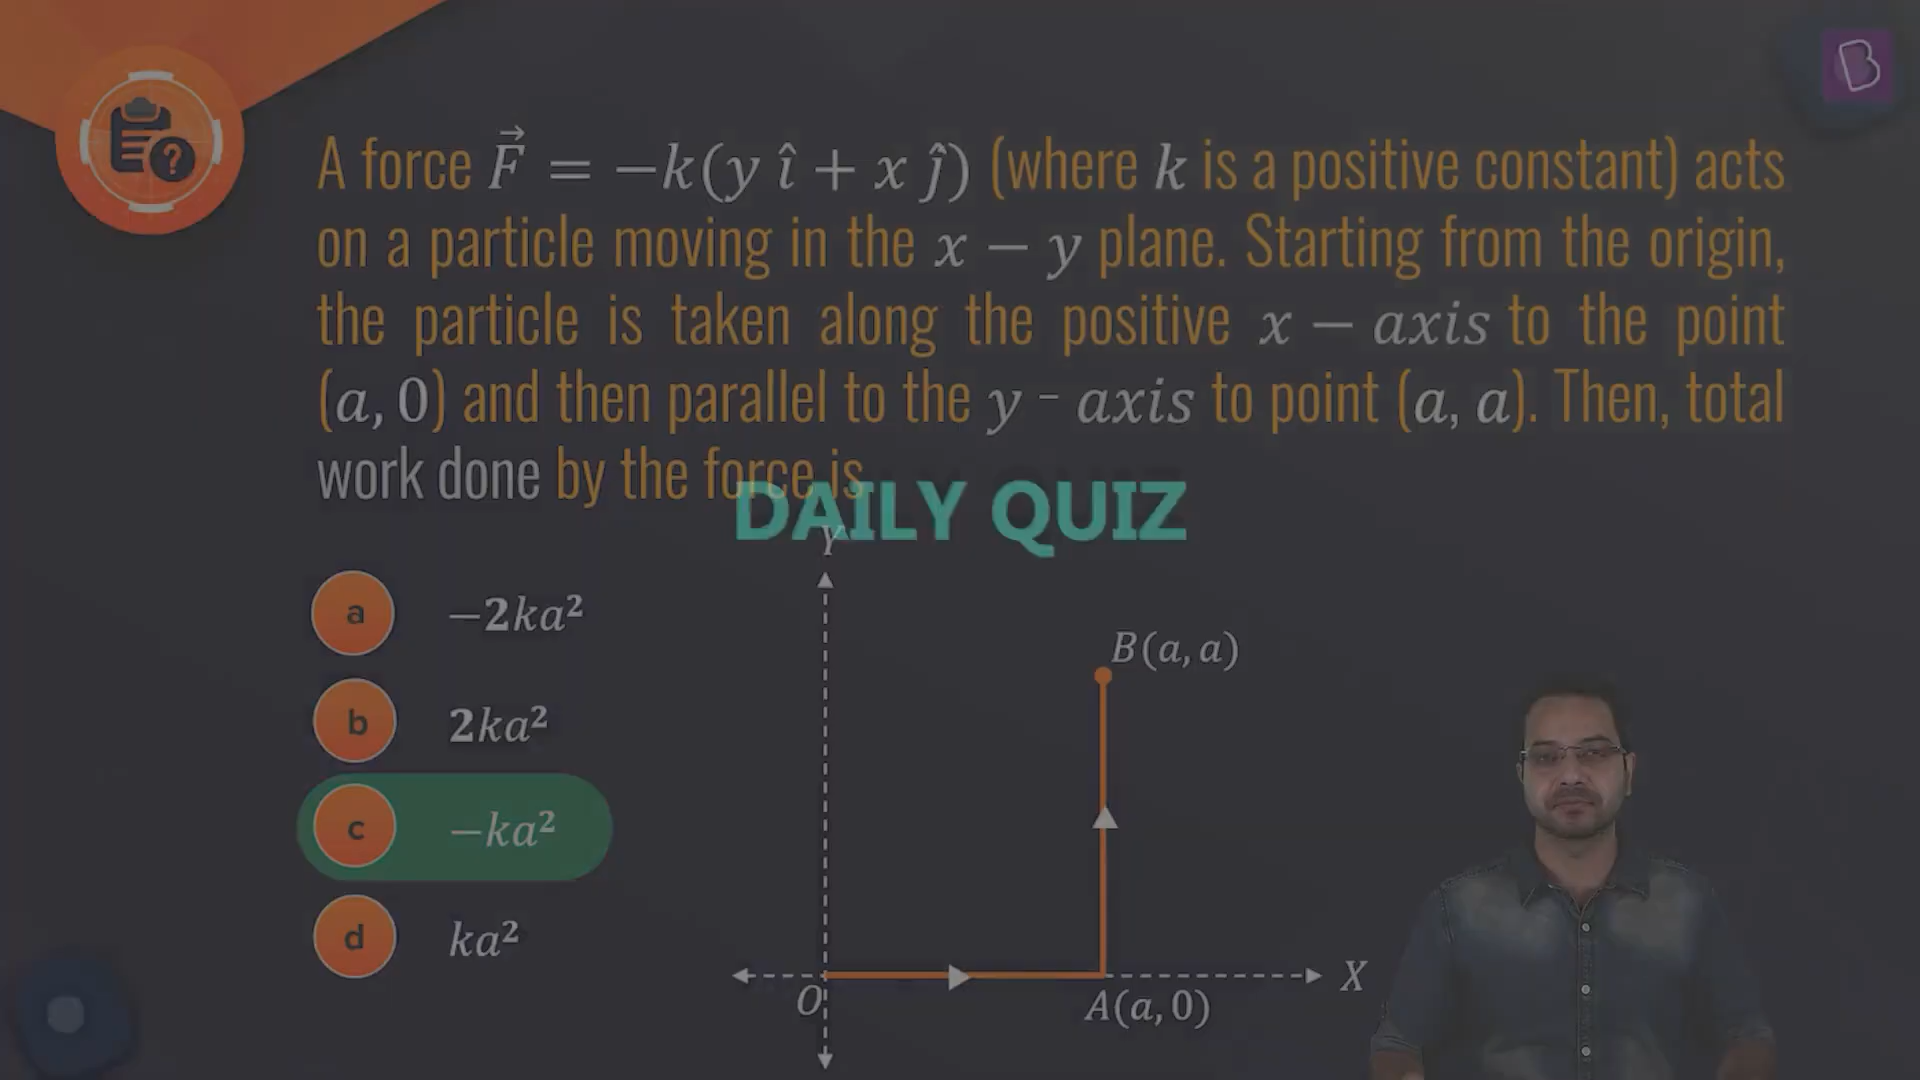 A force F⃗ = −k(y î + x ĵ) (where k is a positive constant) acts
on a particle moving in the x − y plane. Starting from the origin,
the particle is taken along the positive x − axis to the point
(a, 0) and then parallel to the y - axis to point (a, a). Then, total
work done by the force is
DAILY QUIZ
a −2ka²
b 2ka²
c −ka²
d ka²
Y
B(a, a)
X
O
A(a, 0)
?
B